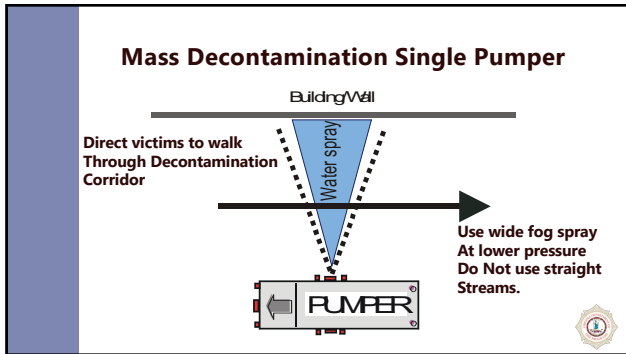 Mass Decontamination Single Pumper
Building/Wall
Direct victims to walk
Through Decontamination
Corridor
Water spray
Use wide fog spray
At lower pressure
Do Not use straight
Streams.
PUMPER